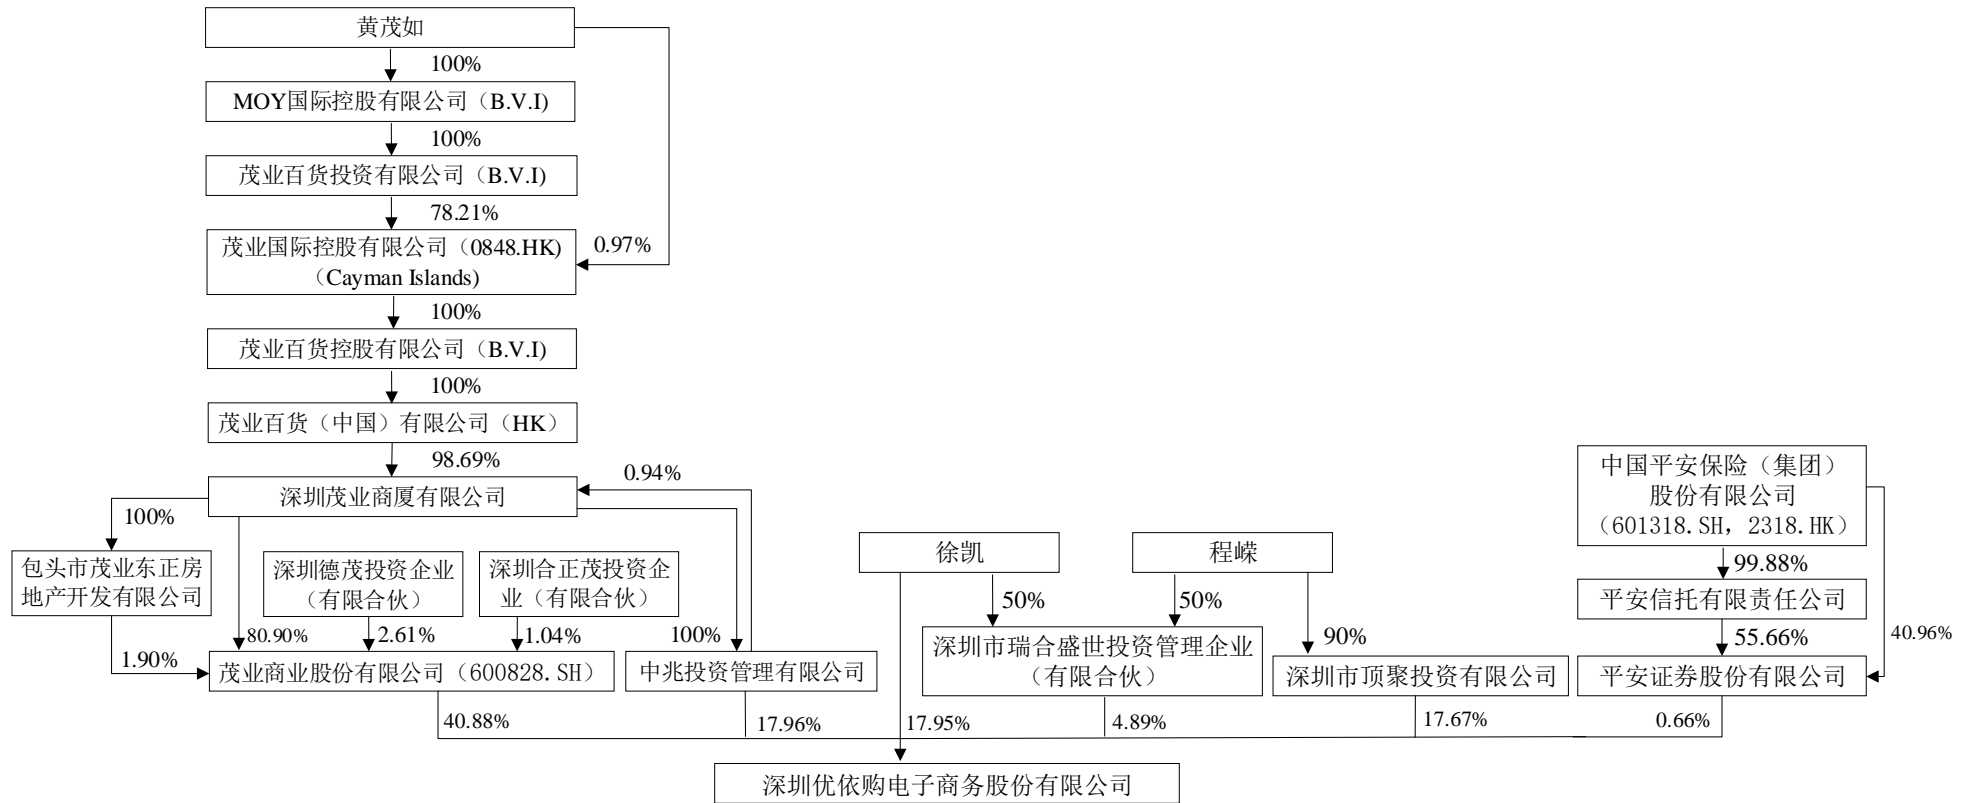 黄茂如
100%
MOY国际控股有限公司（B.V.I)
100%
茂业百货投资有限公司（B.V.I)
78.21%
茂业国际控股有限公司（0848.HK)
（Cayman Islands)
0.97%
100%
茂业百货控股有限公司（B.V.I)
100%
茂业百货（中国）有限公司（HK）
98.69%
深圳茂业商厦有限公司
0.94%
100%
包头市茂业东正房
地产开发有限公司
深圳德茂投资企业
（有限合伙）
深圳合正茂投资企
业（有限合伙）
1.90%
80.90%
2.61%
1.04%
100%
茂业商业股份有限公司（600828.SH）
中兆投资管理有限公司
徐凯
程嵘
50%
50%
90%
深圳市瑞合盛世投资管理企业
（有限合伙）
深圳市顶聚投资有限公司
中国平安保险（集团）
股份有限公司
（601318.SH，2318.HK）
99.88%
平安信托有限责任公司
55.66%
40.96%
平安证券股份有限公司
40.88%
17.96%
17.95%
4.89%
17.67%
0.66%
深圳优依购电子商务股份有限公司